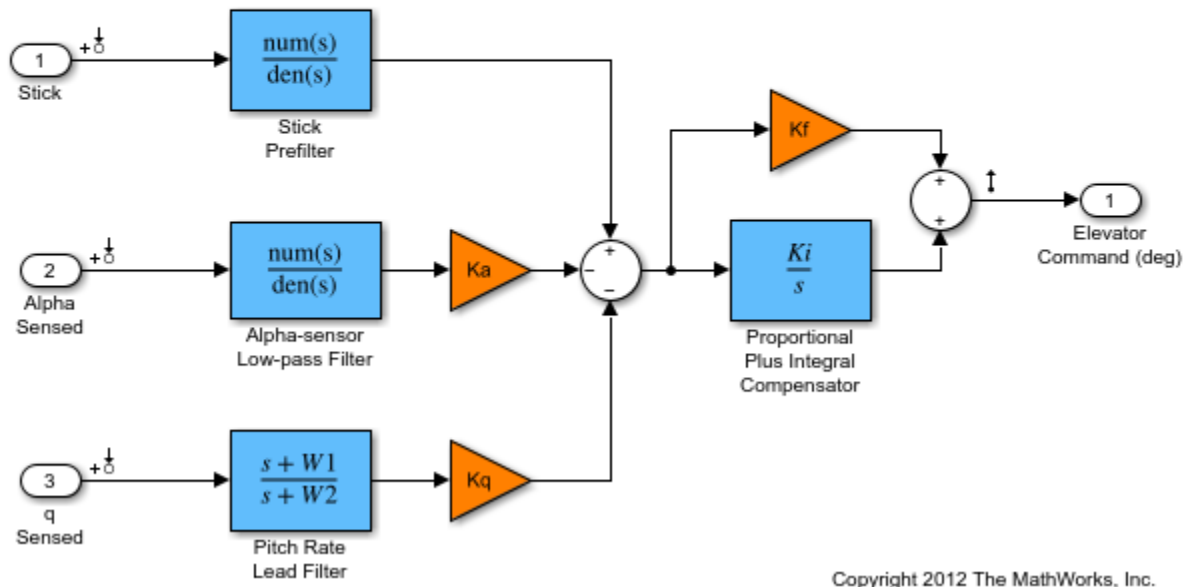 1
Stick
num(s)
den(s)
Stick
Prefilter
Kf
+
+
1
Elevator
Command (deg)
2
Alpha
Sensed
num(s)
den(s)
Alpha-sensor
Low-pass Filter
Ka
+
−
−
Ki
s
Proportional
Plus Integral
Compensator
3
q
Sensed
s + W1
s + W2
Pitch Rate
Lead Filter
Kq
Copyright 2012 The MathWorks, Inc.